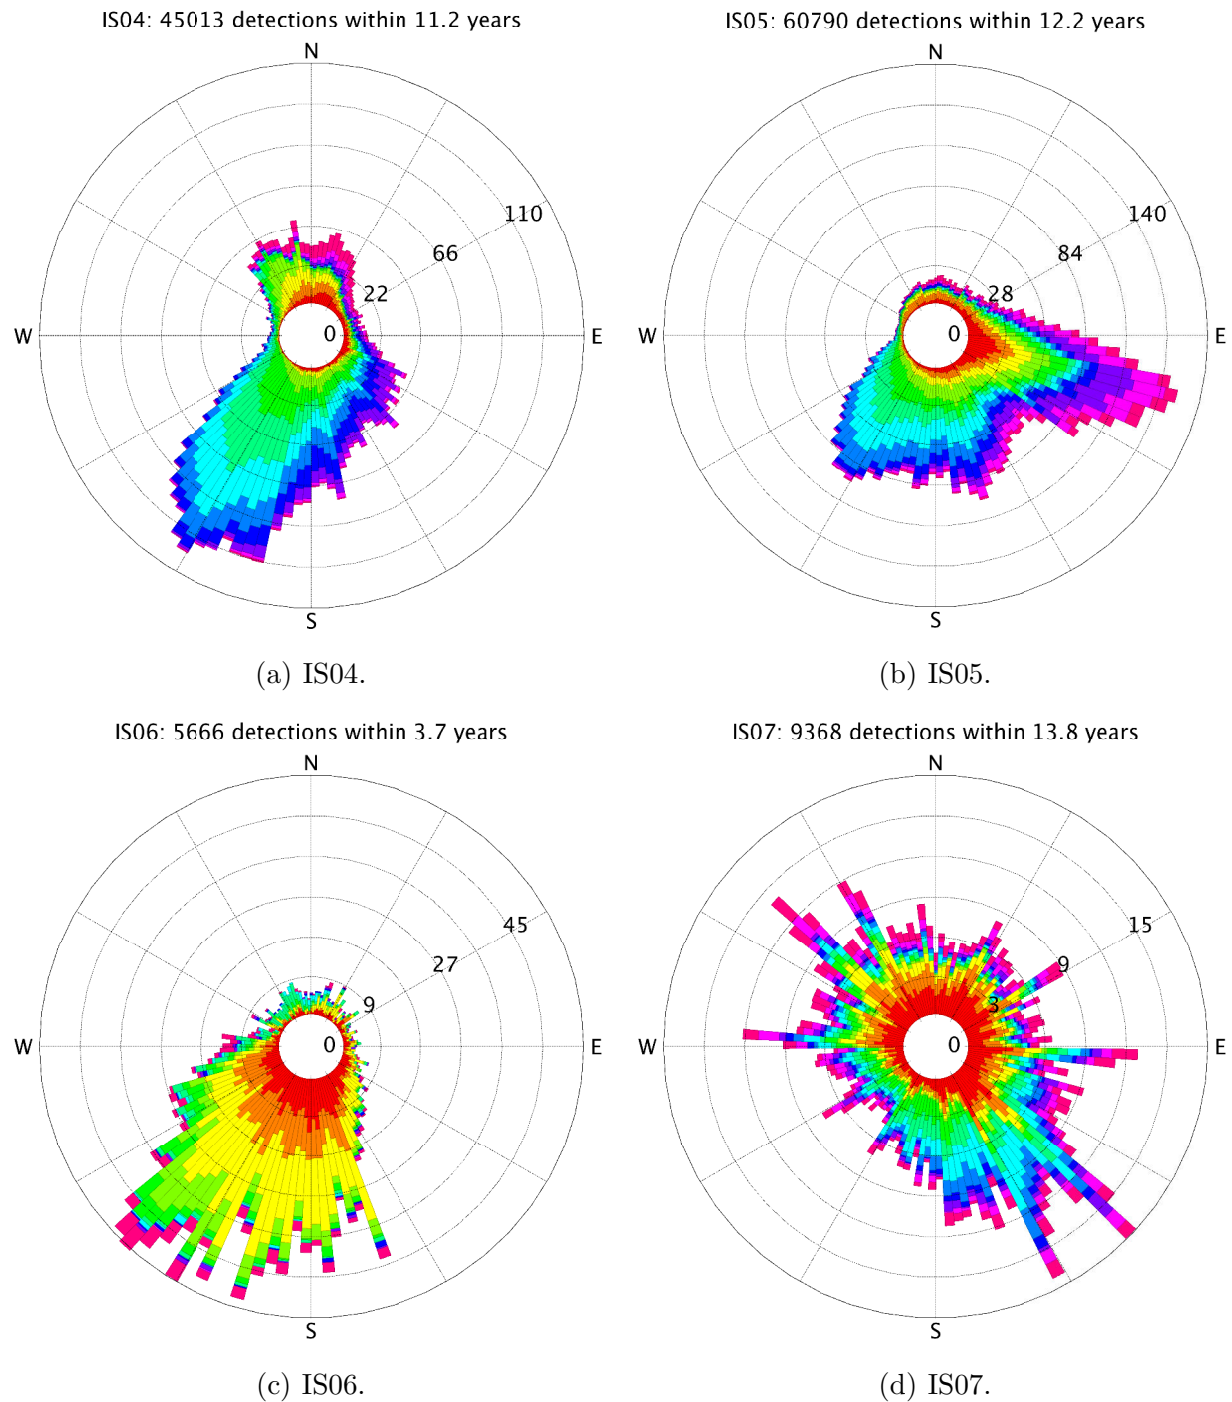 IS04: 45013 detections within 11.2 years
N
110
66
22
W
0
E
S
(a) IS04.
IS05: 60790 detections within 12.2 years
N
140
84
28
W
0
E
S
(b) IS05.
IS06: 5666 detections within 3.7 years
N
45
27
9
W
0
E
S
(c) IS06.
IS07: 9368 detections within 13.8 years
N
15
9
3
W
0
E
S
(d) IS07.